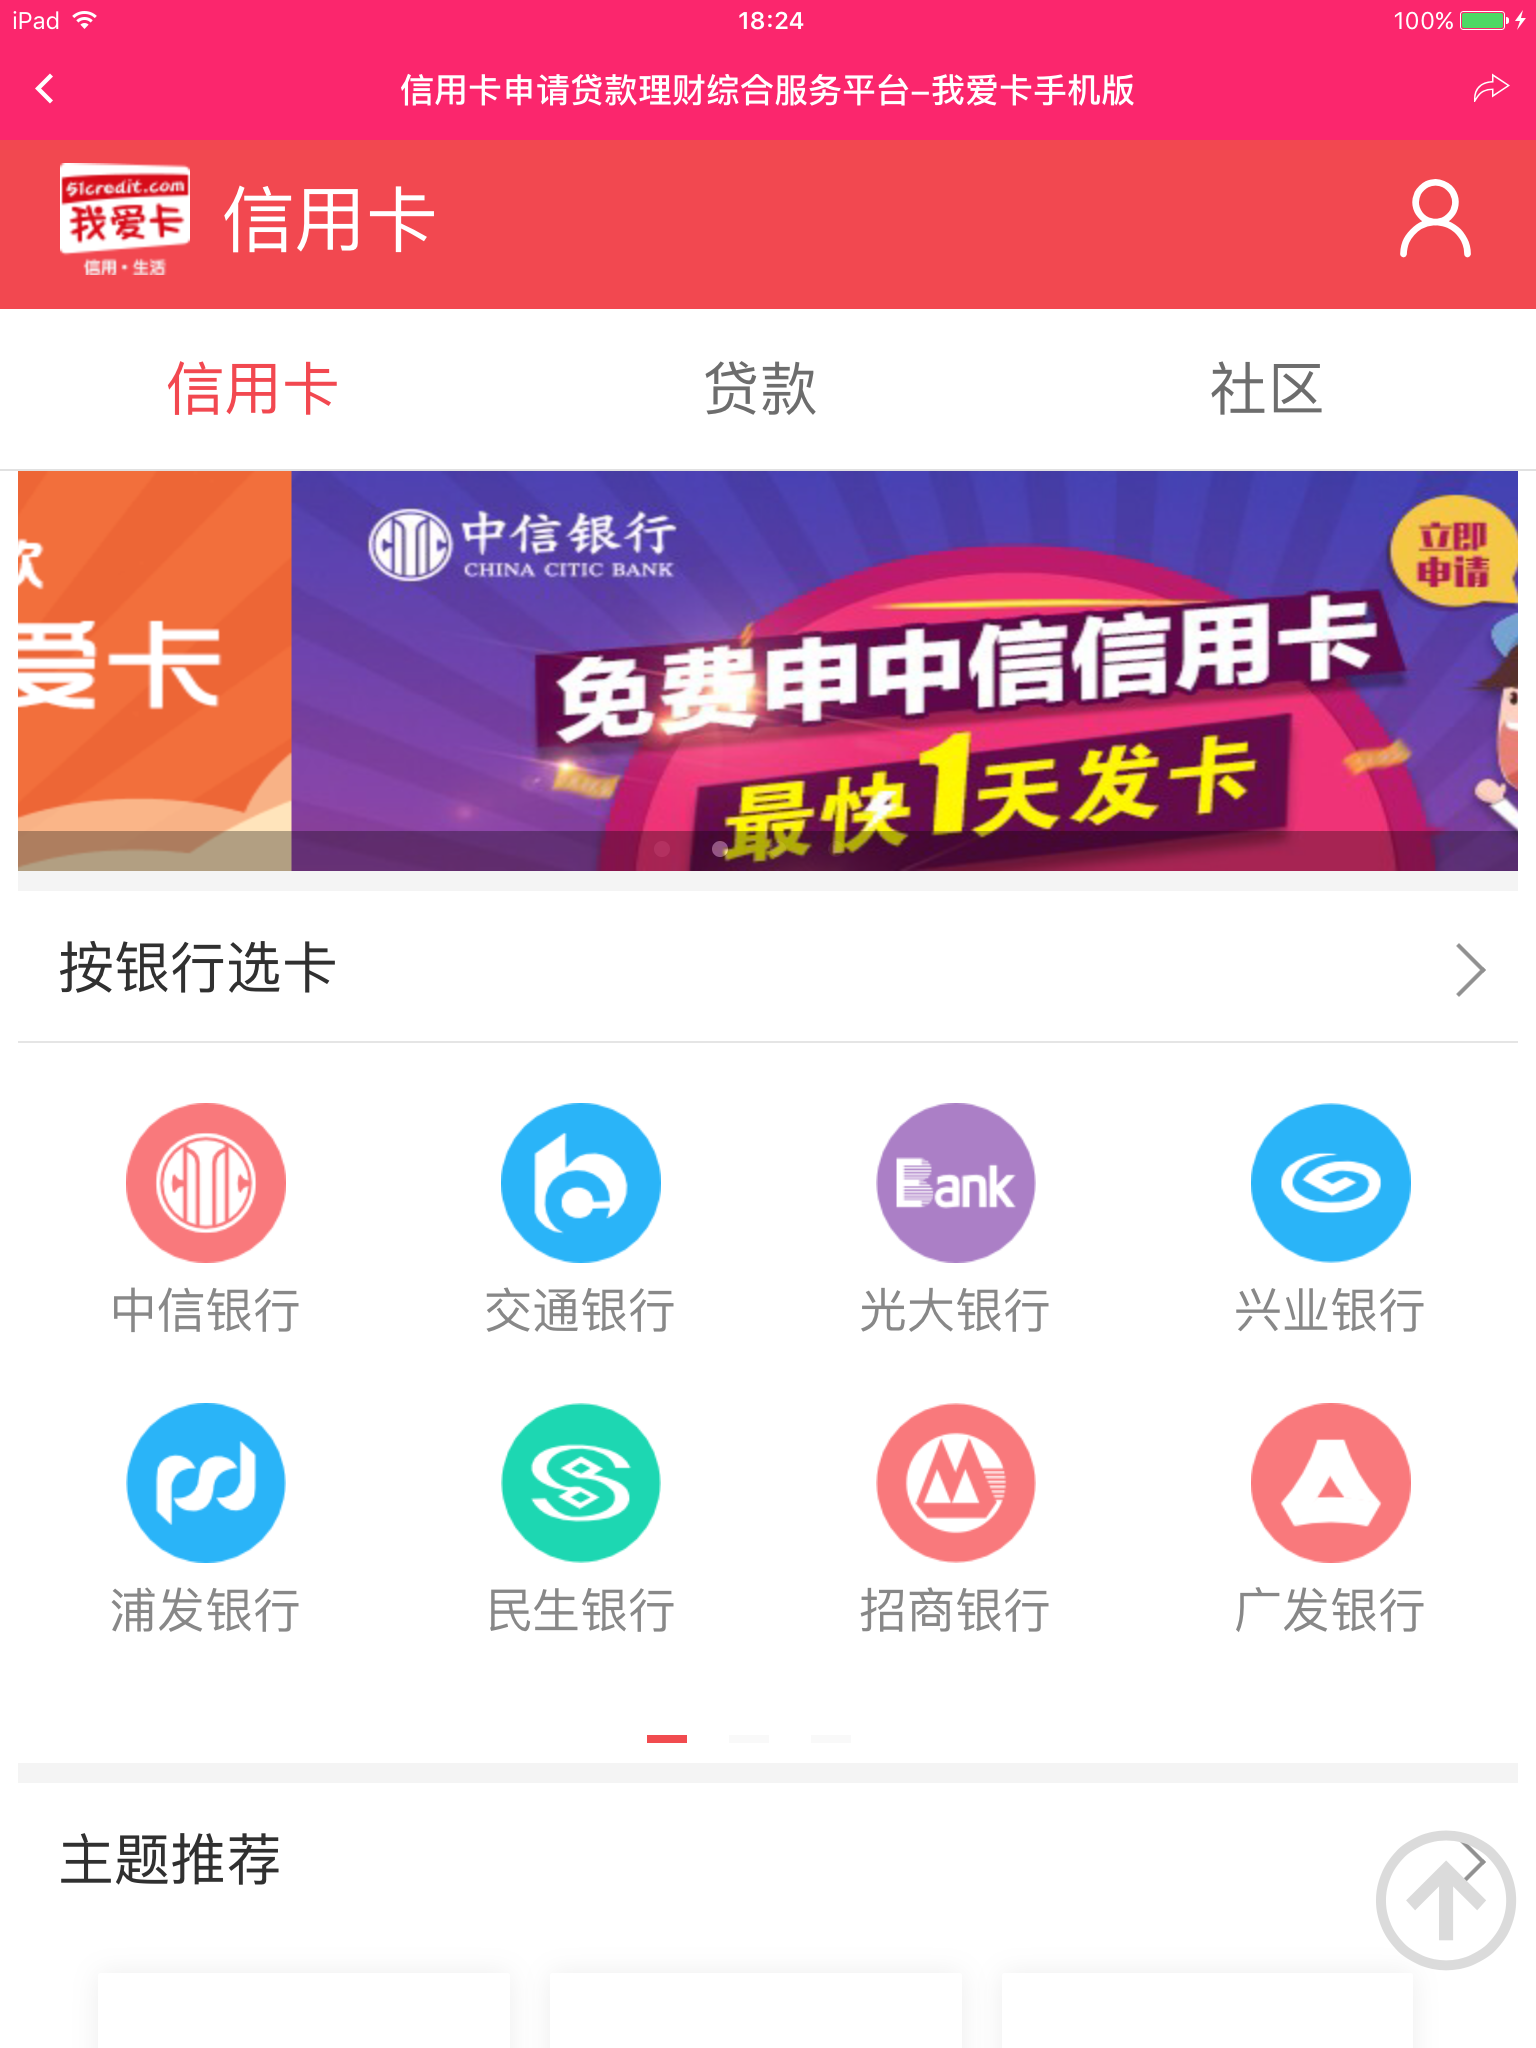 iPad 18:24 100%
信用卡申请贷款理财综合服务平台-我爱卡手机版
51credit.com
我爱卡
信用·生活
信用卡
信用卡 贷款 社区
款
爱卡
中信银行
CHINA CITIC BANK
立即
申请
免费申中信信用卡
最快1天发卡
按银行选卡
Bank
中信银行 交通银行 光大银行 兴业银行
浦发银行 民生银行 招商银行 广发银行
主题推荐